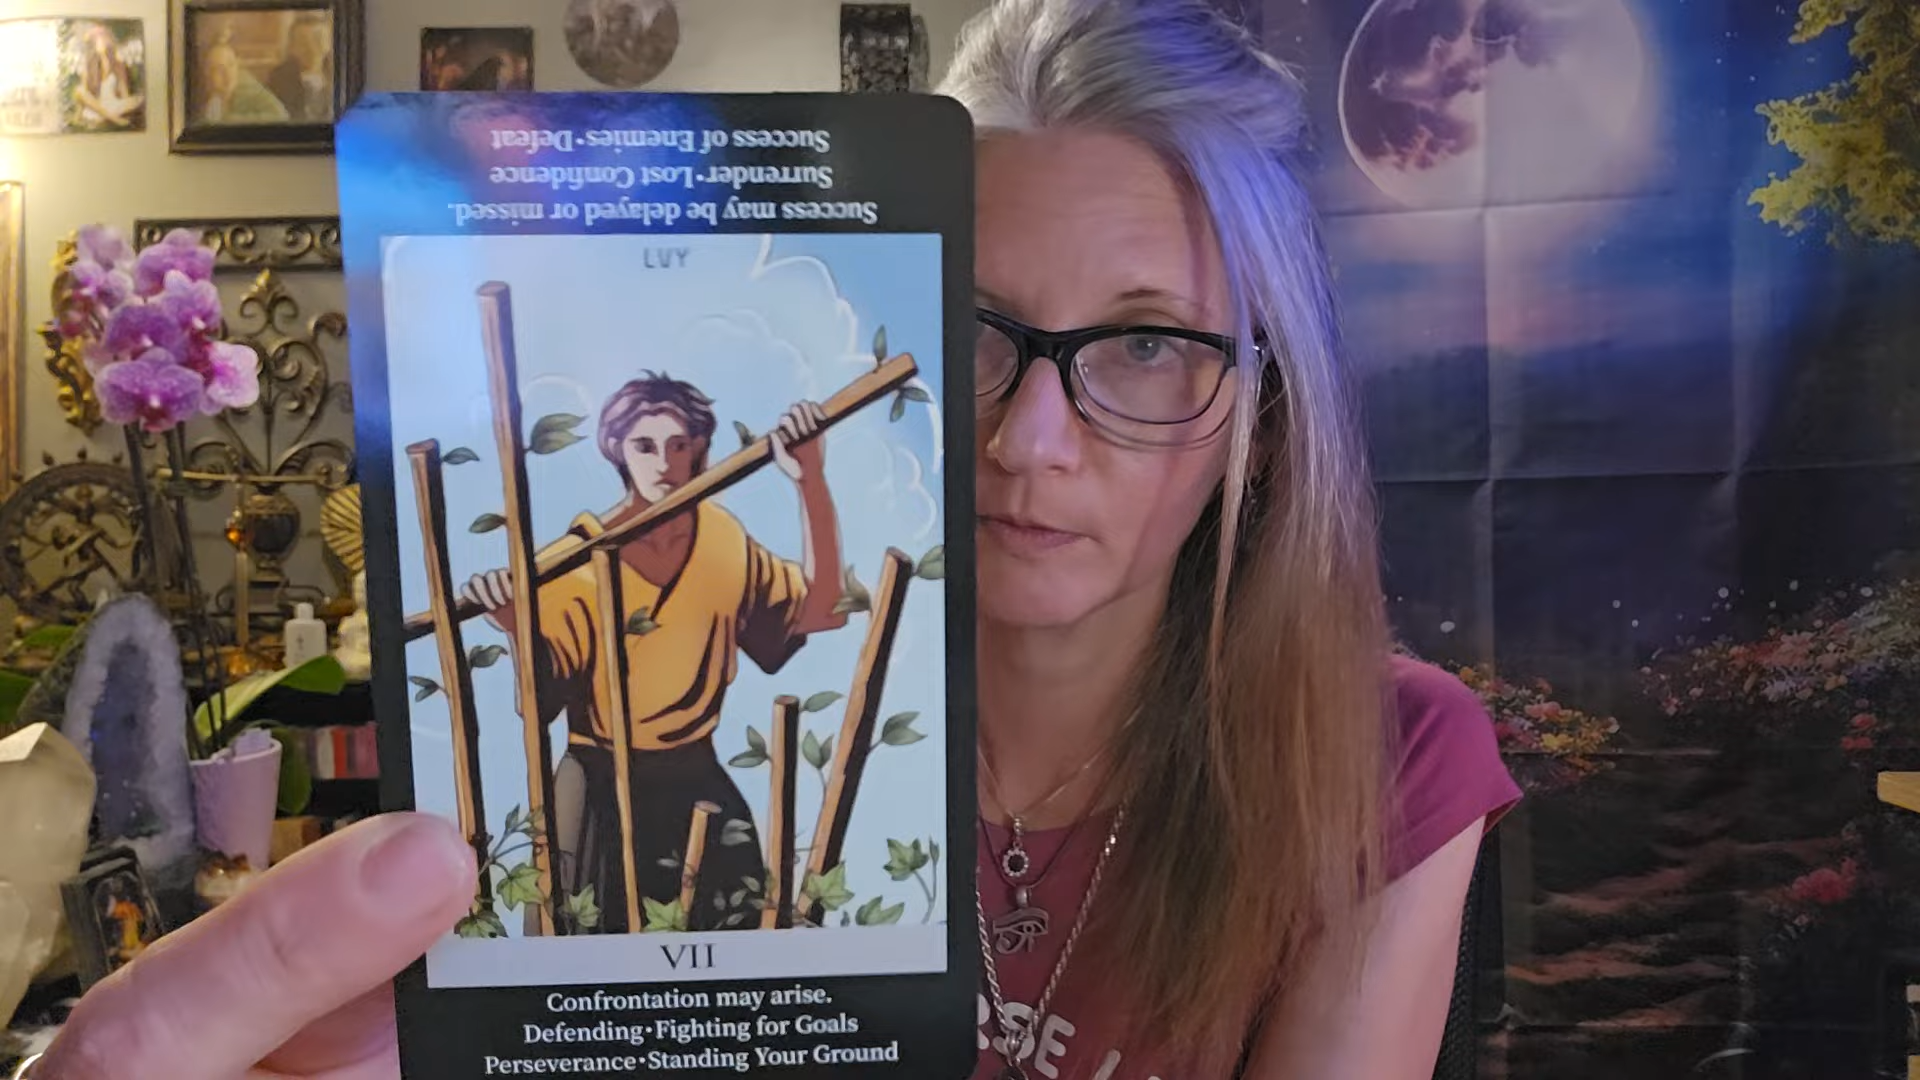 Success of Enemies•Defeat
Surrender•Lost Confidence
Success may be delayed or missed.
LVY
VII
Confrontation may arise.
Defending•Fighting for Goals
Perseverance•Standing Your Ground